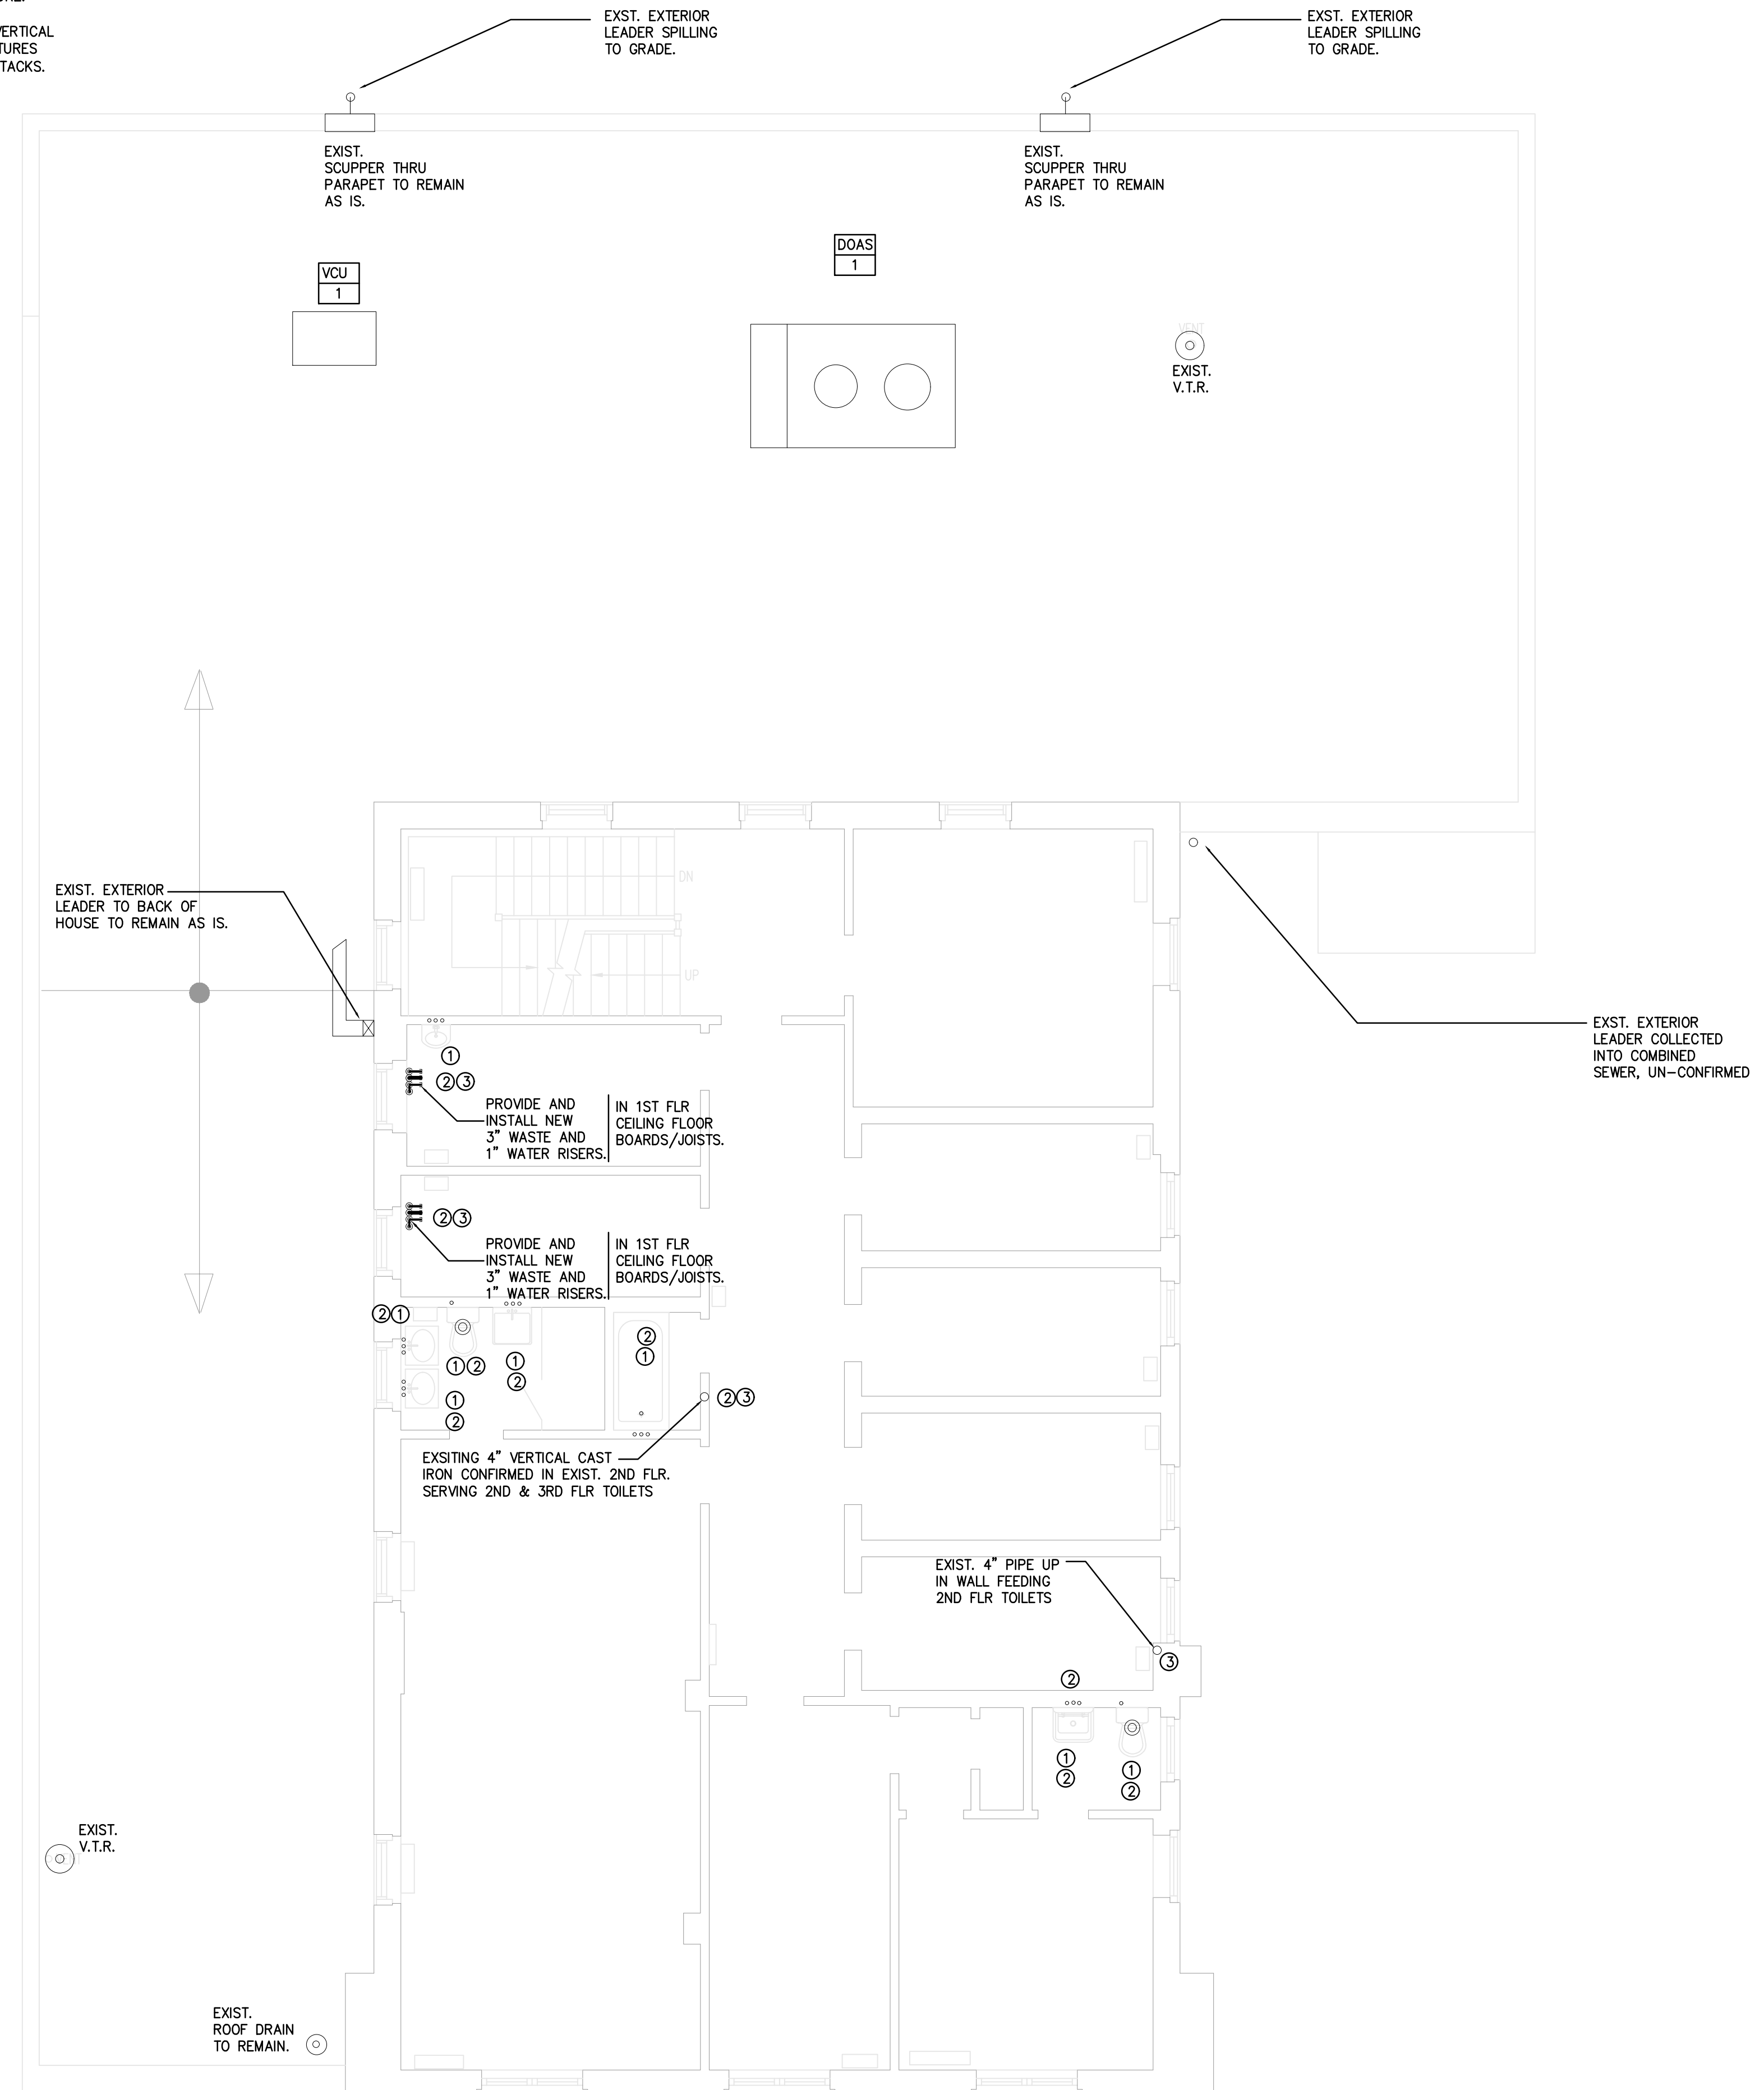 VERTICAL
EXST. EXTERIOR
LEADER SPILLING
TO GRADE.
EXST. EXTERIOR
LEADER SPILLING
TO GRADE.
EXIST.
SCUPPER THRU
PARAPET TO REMAIN
AS IS.
EXIST.
SCUPPER THRU
PARAPET TO REMAIN
AS IS.
VCU
1
DOAS
1
VENT
EXIST.
V.T.R.
DN
UP
EXIST. EXTERIOR
LEADER TO BACK OF
HOUSE TO REMAIN AS IS.
EXST. EXTERIOR
LEADER COLLECTED
INTO COMBINED
SEWER, UN-CONFIRMED
1
2 3
PROVIDE AND
INSTALL NEW
3" WASTE AND
1" WATER RISERS.
IN 1ST FLR
CEILING FLOOR
BOARDS/JOISTS.
2 3
PROVIDE AND
INSTALL NEW
3" WASTE AND
1" WATER RISERS.
IN 1ST FLR
CEILING FLOOR
BOARDS/JOISTS.
2 1
1 2
1
2
1
2
2
1
2 3
EXSITING 4" VERTICAL CAST
IRON CONFIRMED IN EXIST. 2ND FLR.
SERVING 2ND & 3RD FLR TOILETS
EXIST. 4" PIPE UP
IN WALL FEEDING
2ND FLR TOILETS
3
2
1
2
1
2
EXIST.
V.T.R.
EXIST.
ROOF DRAIN
TO REMAIN.